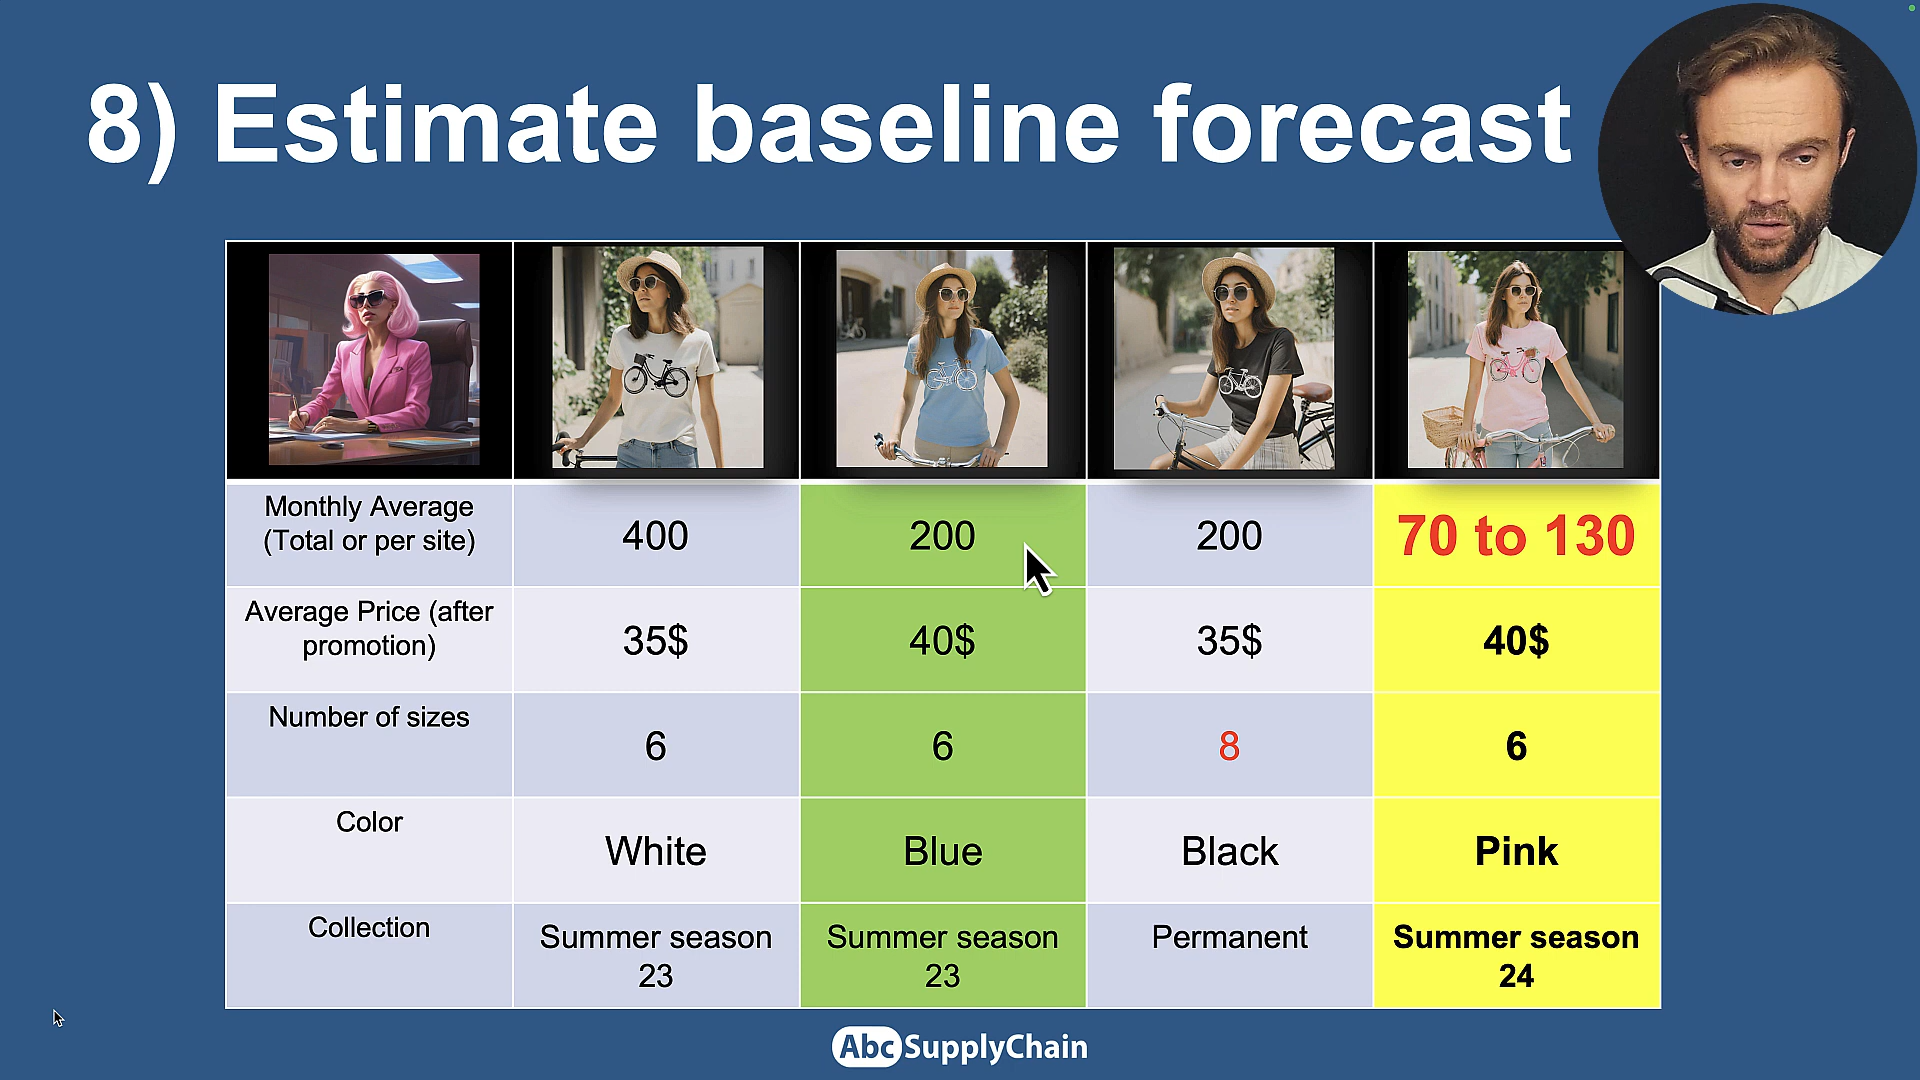 8) Estimate baseline forecast
Monthly Average
(Total or per site)
400
200
200
70 to 130
Average Price (after
promotion)
35$
40$
35$
40$
Number of sizes
6
6
8
6
Color
White
Blue
Black
Pink
Collection
Summer season
23
Summer season
23
Permanent
Summer season
24
AbcSupplyChain